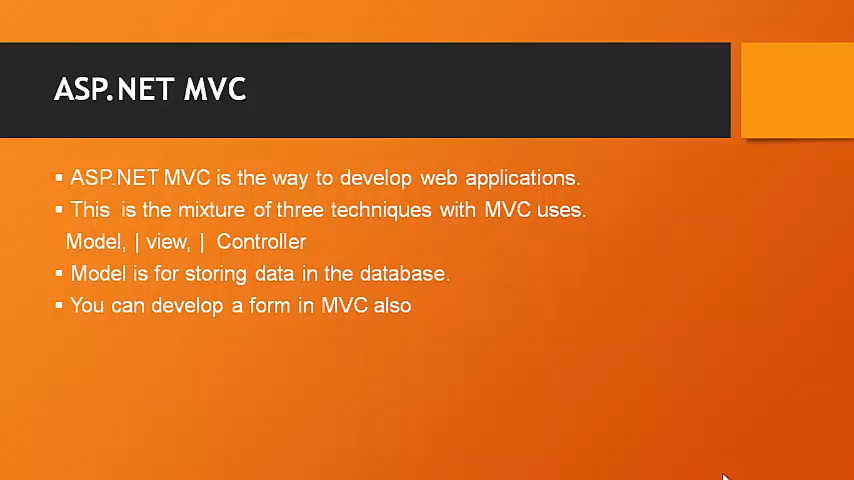 ASP.NET MVC
▪ ASP.NET MVC is the way to develop web applications.
▪ This is the mixture of three techniques with MVC uses.
Model, | view, | Controller
▪ Model is for storing data in the database.
▪ You can develop a form in MVC also